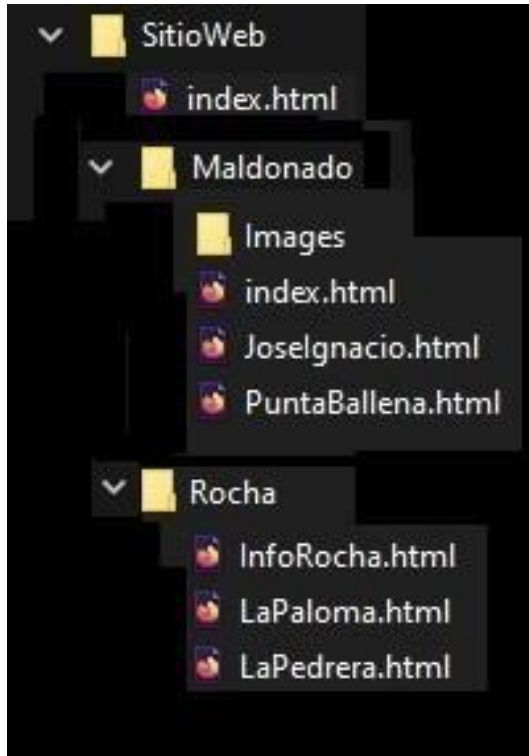 SitioWeb
index.html
Maldonado
Images
index.html
JoseIgnacio.html
PuntaBallena.html
Rocha
InfoRocha.html
LaPaloma.html
LaPedrera.html